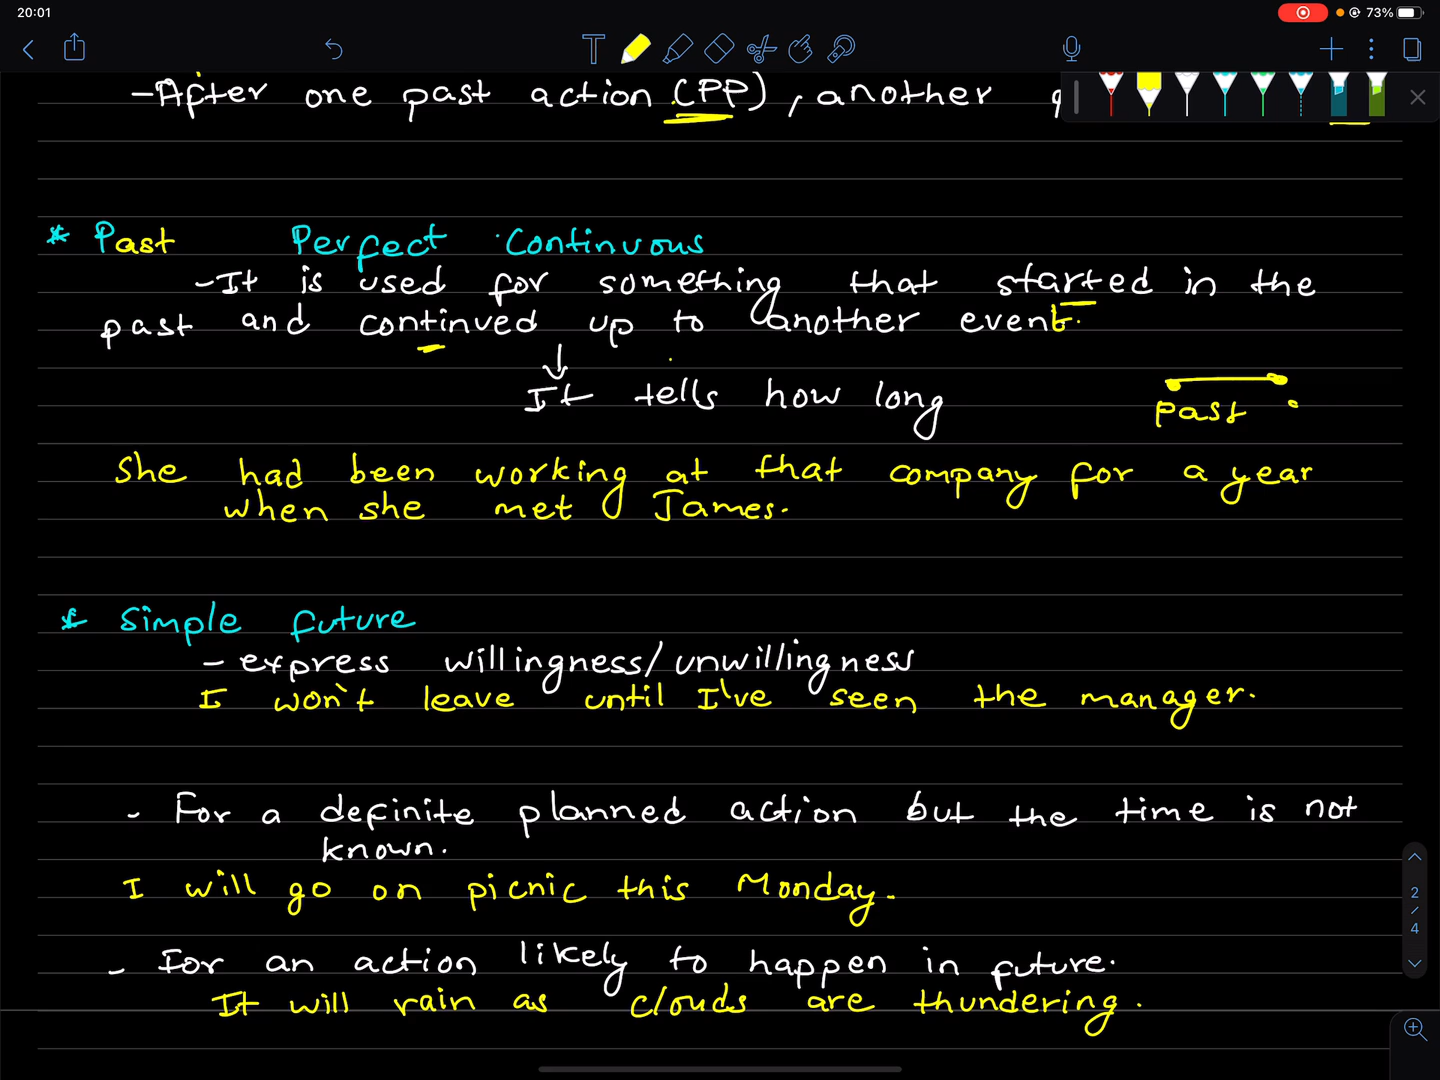 20:01
73%
-After one past action (PP), another
* Past Perfect Continuous
-It is used for something that started in the
past and continued up to another event.
It tells how long
past
She had been working at that company for a year
when she met James.
* Simple future
- express willingness/unwillingness
I won't leave until I've seen the manager.
- For a definite planned action but the time is not
known.
I will go on picnic this Monday.
- For an action likely to happen in future.
It will rain as clouds are thundering.
2
/
4